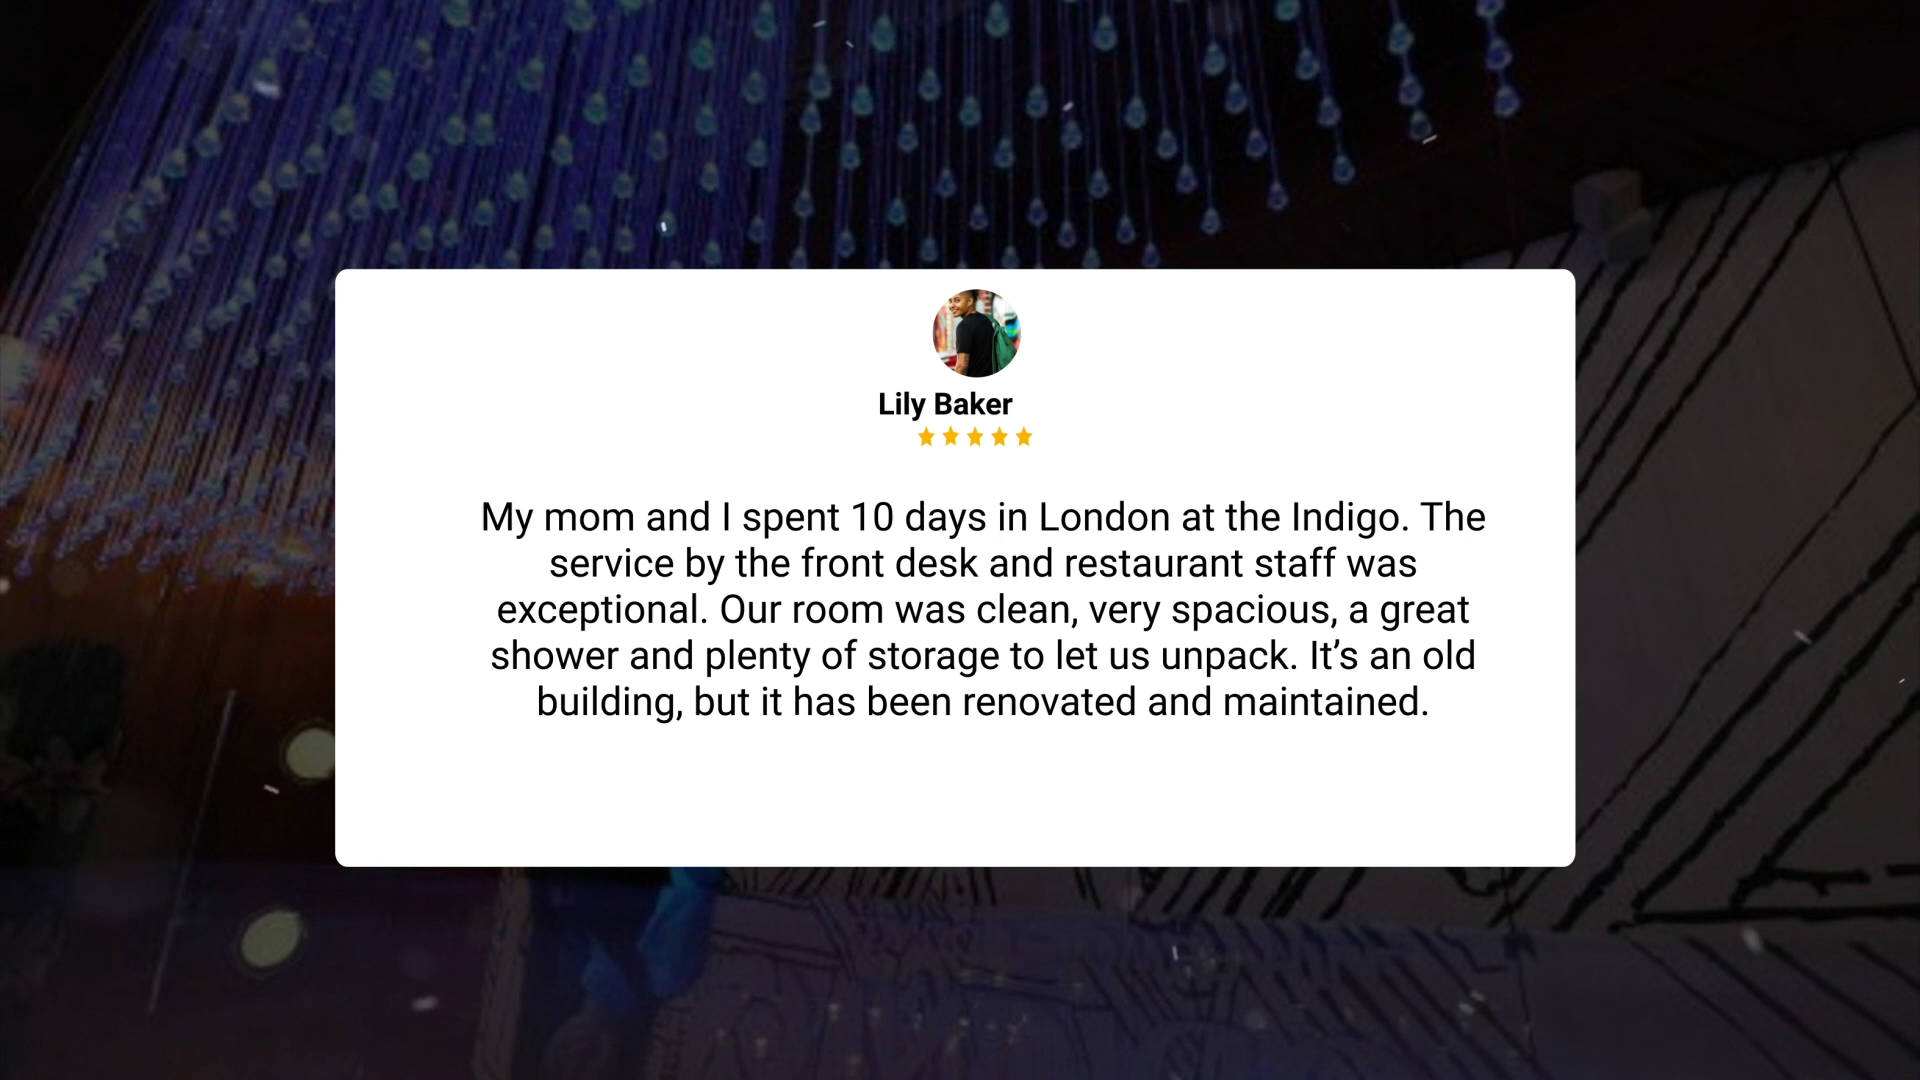 Lily Baker
My mom and I spent 10 days in London at the Indigo. The
service by the front desk and restaurant staff was
exceptional. Our room was clean, very spacious, a great
shower and plenty of storage to let us unpack. It’s an old
building, but it has been renovated and maintained.